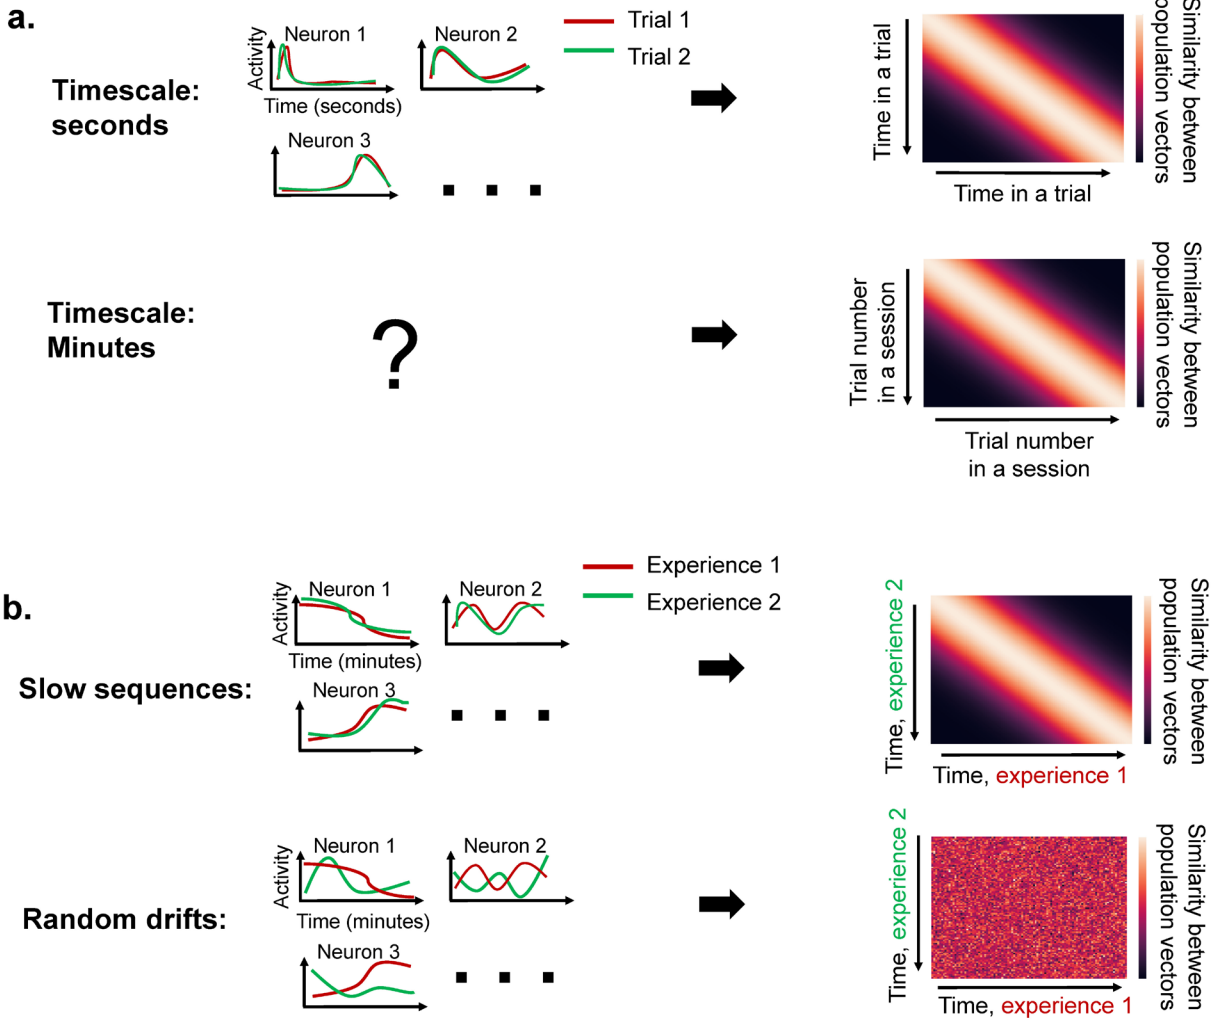 a.
Timescale:
seconds
Activity
Neuron 1
Time (seconds)
Neuron 2
Neuron 3
Trial 1
Trial 2
Time in a trial
Time in a trial
Similarity between
population vectors
Timescale:
Minutes
?
Trial number
in a session
Trial number
in a session
Similarity between
population vectors
b.
Slow sequences:
Activity
Neuron 1
Time (minutes)
Neuron 2
Neuron 3
Experience 1
Experience 2
Time, experience 2
Time, experience 1
Similarity between
population vectors
Random drifts:
Activity
Neuron 1
Time (minutes)
Neuron 2
Neuron 3
Time, experience 2
Time, experience 1
Similarity between
population vectors